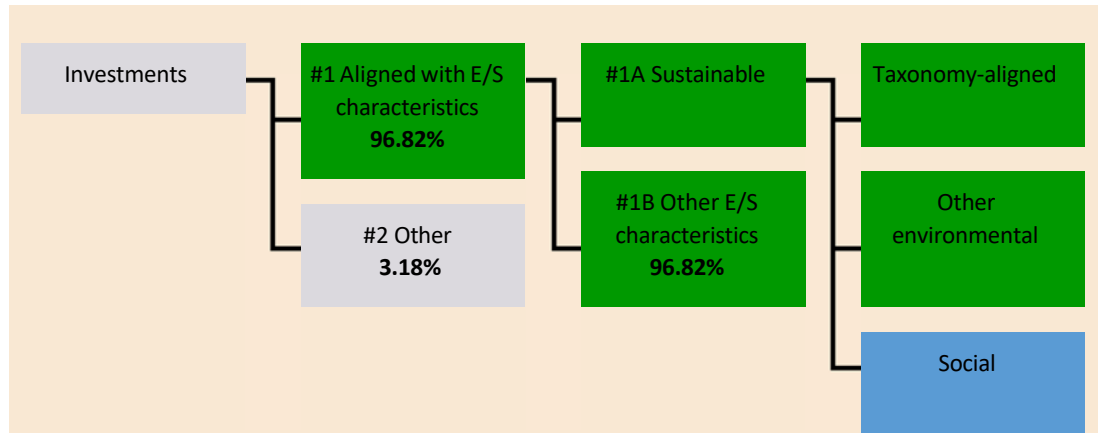 Investments
#1 Aligned with E/S
characteristics
96.82%
#2 Other
3.18%
#1A Sustainable
#1B Other E/S
characteristics
96.82%
Taxonomy-aligned
Other
environmental
Social